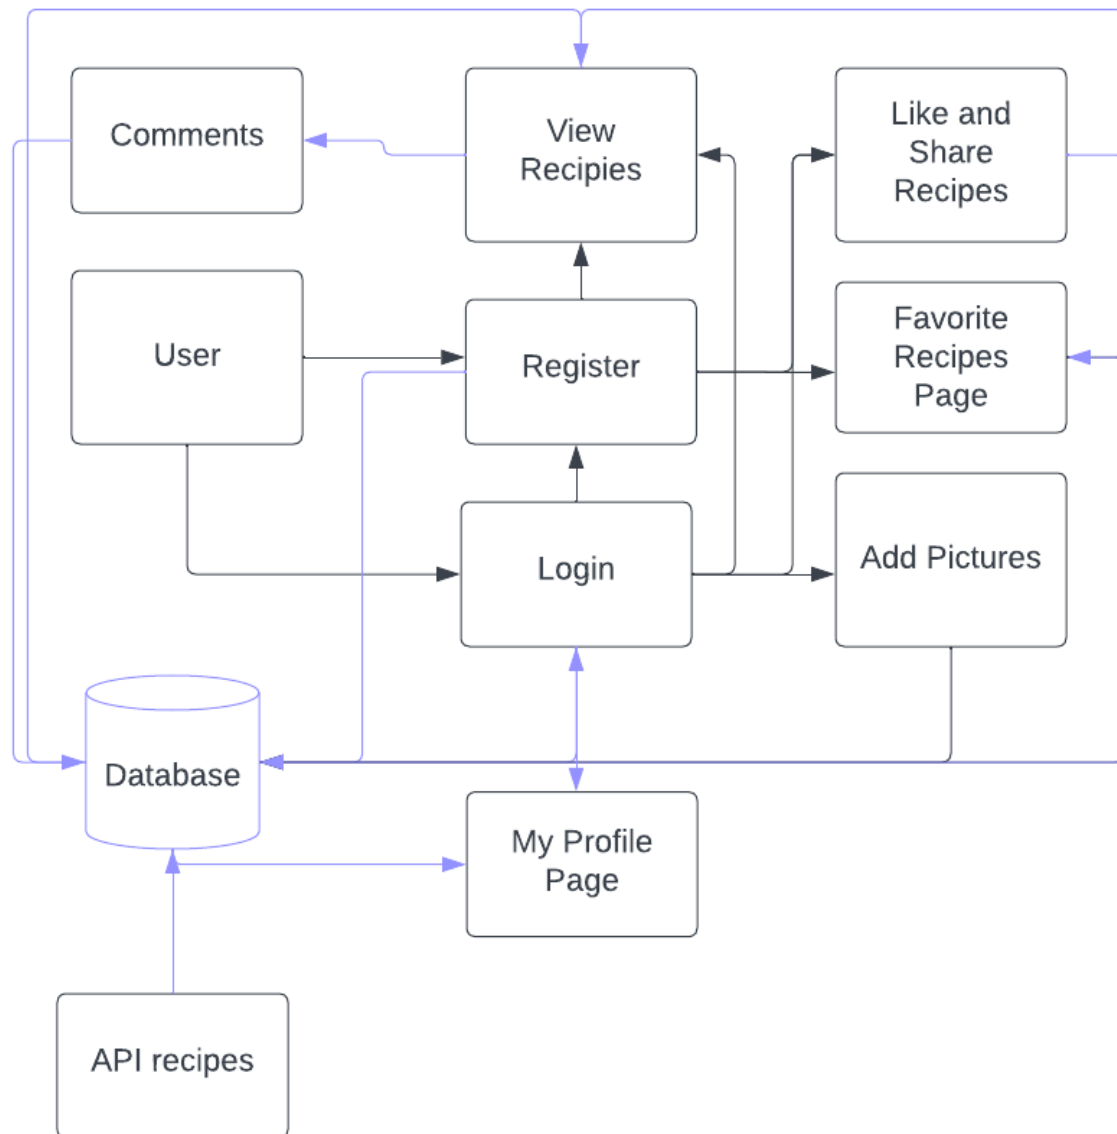 Comments
View
Recipies
Like and
Share
Recipes
User
Register
Favorite
Recipes
Page
Login
Add Pictures
Database
My Profile
Page
API recipes